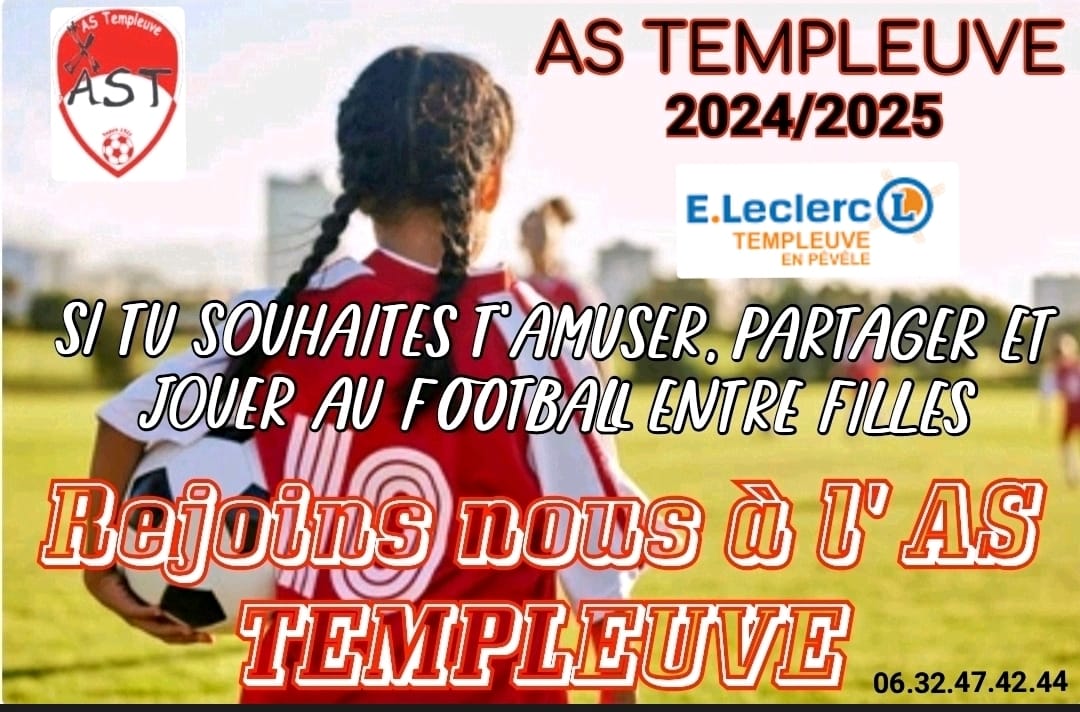 AS Templeuve
AST
AS TEMPLEUVE
2024/2025
E.Leclerc L
TEMPLEUVE
EN PÉVÈLE
SI TU SOUHAITES T'AMUSER, PARTAGER ET
JOUER AU FOOTBALL ENTRE FILLES
16
Rejoins nous à l' AS
TEMPLEUVE
06.32.47.42.44